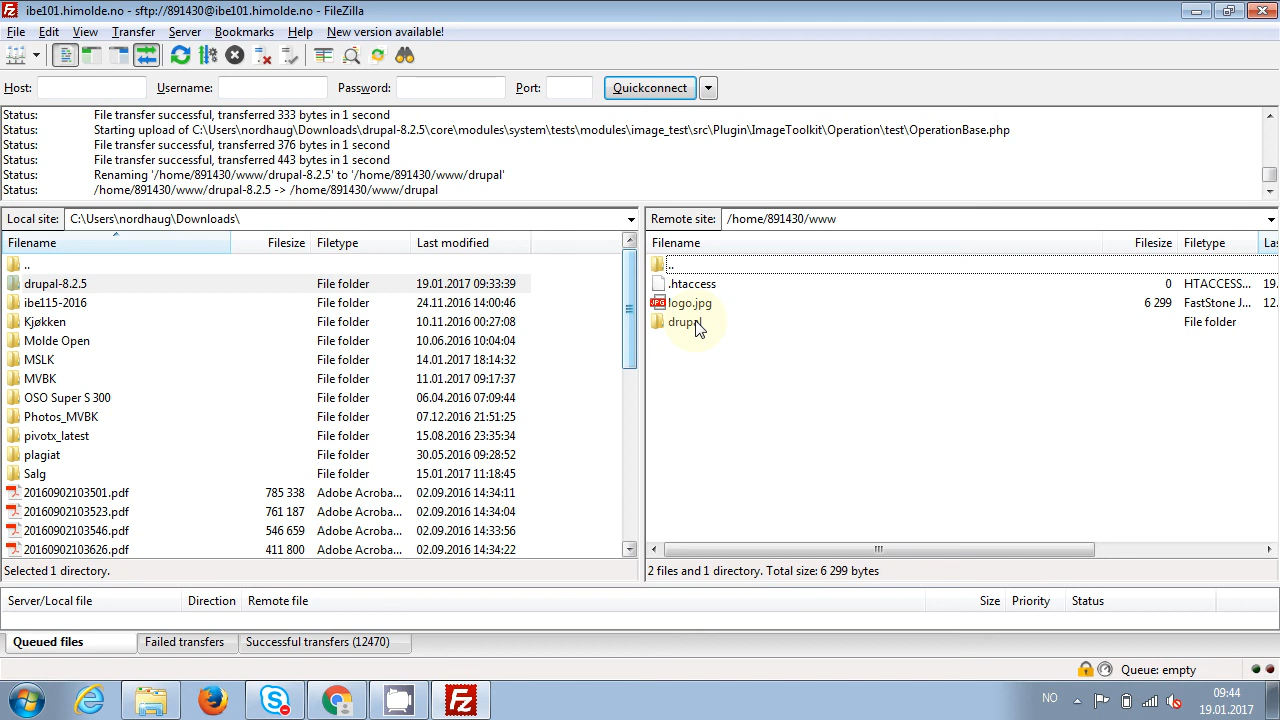 ibe101.himolde.no - sftp://891430@ibe101.himolde.no - FileZilla
File Edit View Transfer Server Bookmarks Help New version available!
Host: Username: Password: Port: Quickconnect
Status: File transfer successful, transferred 333 bytes in 1 second
Status: Starting upload of C:\Users\nordhaug\Downloads\drupal-8.2.5\core\modules\system\tests\modules\image_test\src\Plugin\ImageToolkit\Operation\test\OperationBase.php
Status: File transfer successful, transferred 376 bytes in 1 second
Status: File transfer successful, transferred 443 bytes in 1 second
Status: Renaming '/home/891430/www/drupal-8.2.5' to '/home/891430/www/drupal'
Status: /home/891430/www/drupal-8.2.5 -> /home/891430/www/drupal
Local site: C:\Users\nordhaug\Downloads\
Filename Filesize Filetype Last modified
..
drupal-8.2.5 File folder 19.01.2017 09:33:39
ibe115-2016 File folder 24.11.2016 14:00:46
Kjøkken File folder 10.11.2016 00:27:08
Molde Open File folder 10.06.2016 10:04:04
MSLK File folder 14.01.2017 18:14:32
MVBK File folder 11.01.2017 09:17:37
OSO Super S 300 File folder 06.04.2016 07:09:44
Photos_MVBK File folder 07.12.2016 21:51:25
pivotx_latest File folder 15.08.2016 23:35:34
plagiat File folder 30.05.2016 09:28:52
Salg File folder 15.01.2017 11:18:45
20160902103501.pdf 785 338 Adobe Acroba... 02.09.2016 14:34:11
20160902103523.pdf 761 187 Adobe Acroba... 02.09.2016 14:34:04
20160902103546.pdf 546 659 Adobe Acroba... 02.09.2016 14:33:56
20160902103626.pdf 411 800 Adobe Acroba... 02.09.2016 14:34:22
Selected 1 directory.
Remote site: /home/891430/www
Filename Filesize Filetype Las
..
.htaccess 0 HTACCESS... 19.
JPG logo.jpg 6 299 FastStone J... 12.
drupal File folder
2 files and 1 directory. Total size: 6 299 bytes
Server/Local file Direction Remote file Size Priority Status
Queued files Failed transfers Successful transfers (12470)
Queue: empty
NO 09:44
19.01.2017